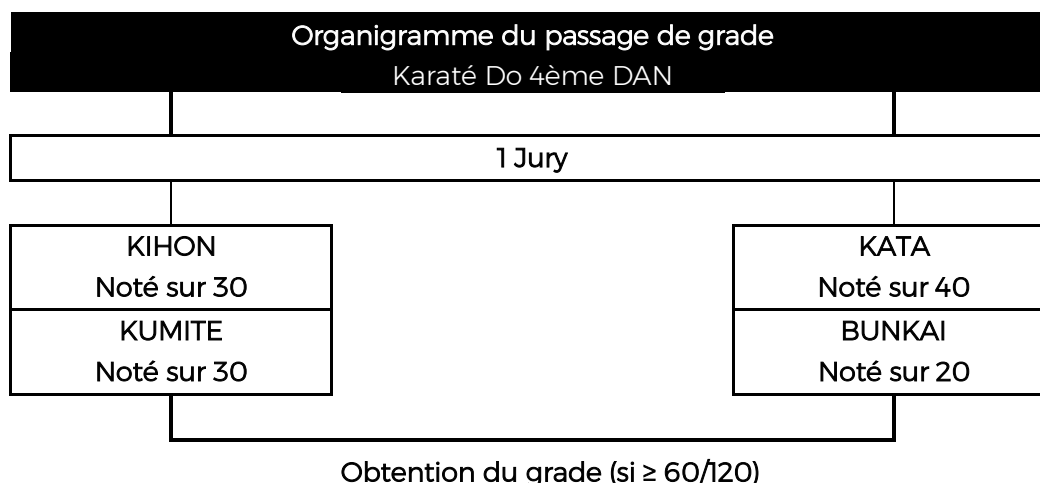 Organigramme du passage de grade
Karaté Do 4ème DAN
1 Jury
KIHON
Noté sur 30
KUMITE
Noté sur 30
KATA
Noté sur 40
BUNKAI
Noté sur 20
Obtention du grade (si ≥ 60/120)